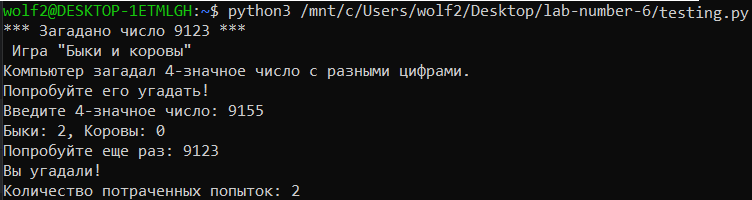 wolf2@DESKTOP-1ETMLGH:~$ python3 /mnt/c/Users/wolf2/Desktop/lab-number-6/testing.py
*** Загадано число 9123 ***
Игра "Быки и коровы"
Компьютер загадал 4-значное число с разными цифрами.
Попробуйте его угадать!
Введите 4-значное число: 9155
Быки: 2, Коровы: 0
Попробуйте еще раз: 9123
Вы угадали!
Количество потраченных попыток: 2